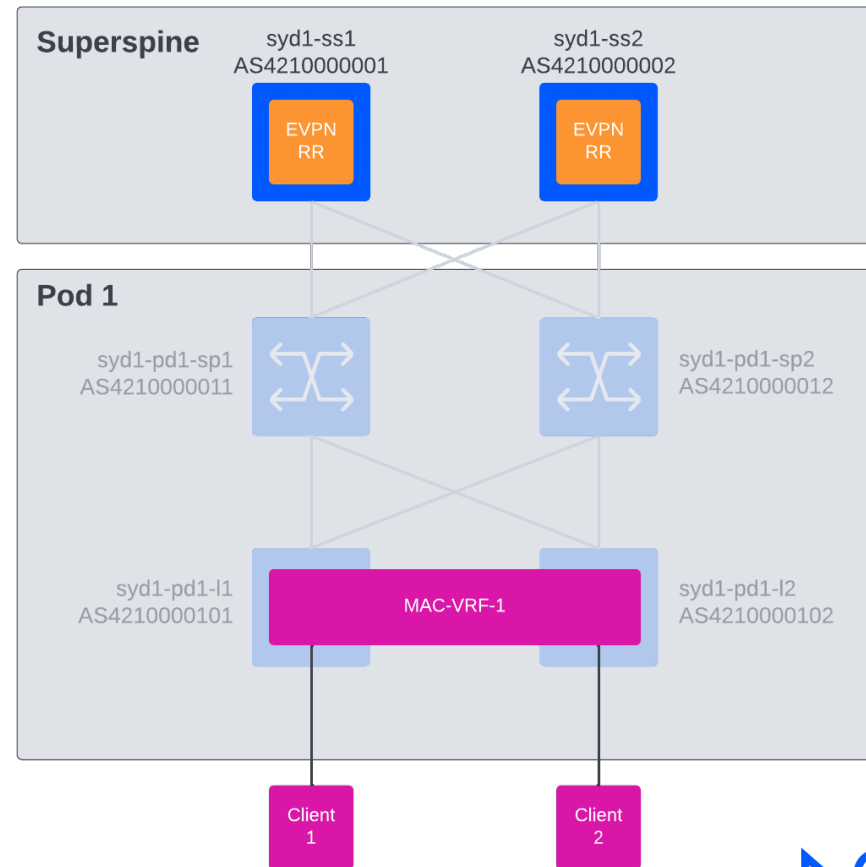 Superspine
syd1-ss1
AS4210000001
syd1-ss2
AS4210000002
EVPN
RR
EVPN
RR
Pod 1
syd1-pd1-sp1
AS4210000011
syd1-pd1-sp2
AS4210000012
syd1-pd1-l1
AS4210000101
MAC-VRF-1
syd1-pd1-l2
AS4210000102
Client
1
Client
2